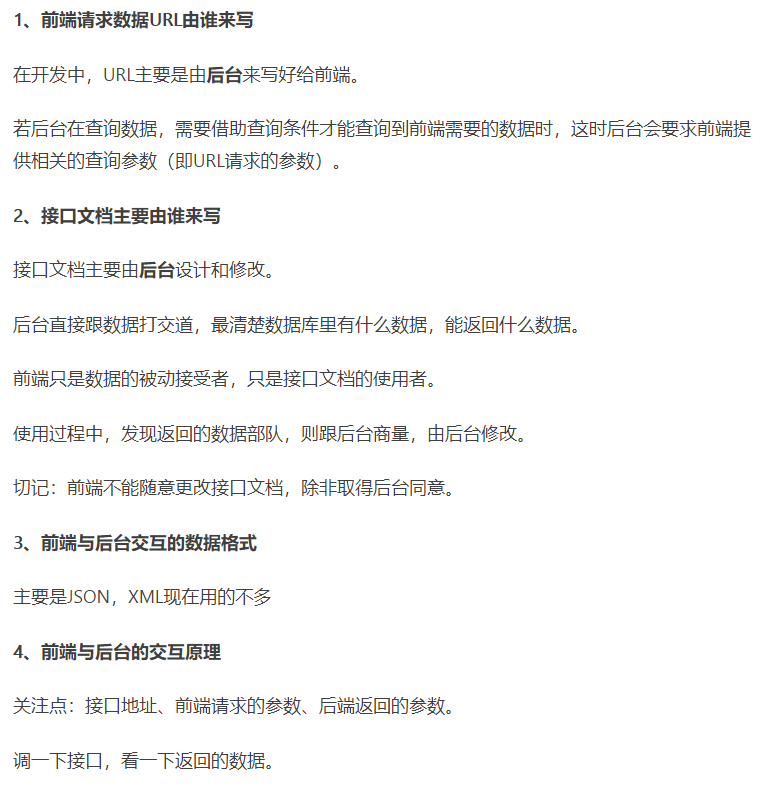 1、前端请求数据URL由谁来写
在开发中，URL主要是由后台来写好给前端。
若后台在查询数据，需要借助查询条件才能查询到前端需要的数据时，这时后台会要求前端提
供相关的查询参数（即URL请求的参数）。
2、接口文档主要由谁来写
接口文档主要由后台设计和修改。
后台直接跟数据打交道，最清楚数据库里有什么数据，能返回什么数据。
前端只是数据的被动接受者，只是接口文档的使用者。
使用过程中，发现返回的数据部队，则跟后台商量，由后台修改。
切记：前端不能随意更改接口文档，除非取得后台同意。
3、前端与后台交互的数据格式
主要是JSON，XML现在用的不多
4、前端与后台的交互原理
关注点：接口地址、前端请求的参数、后端返回的参数。
调一下接口，看一下返回的数据。